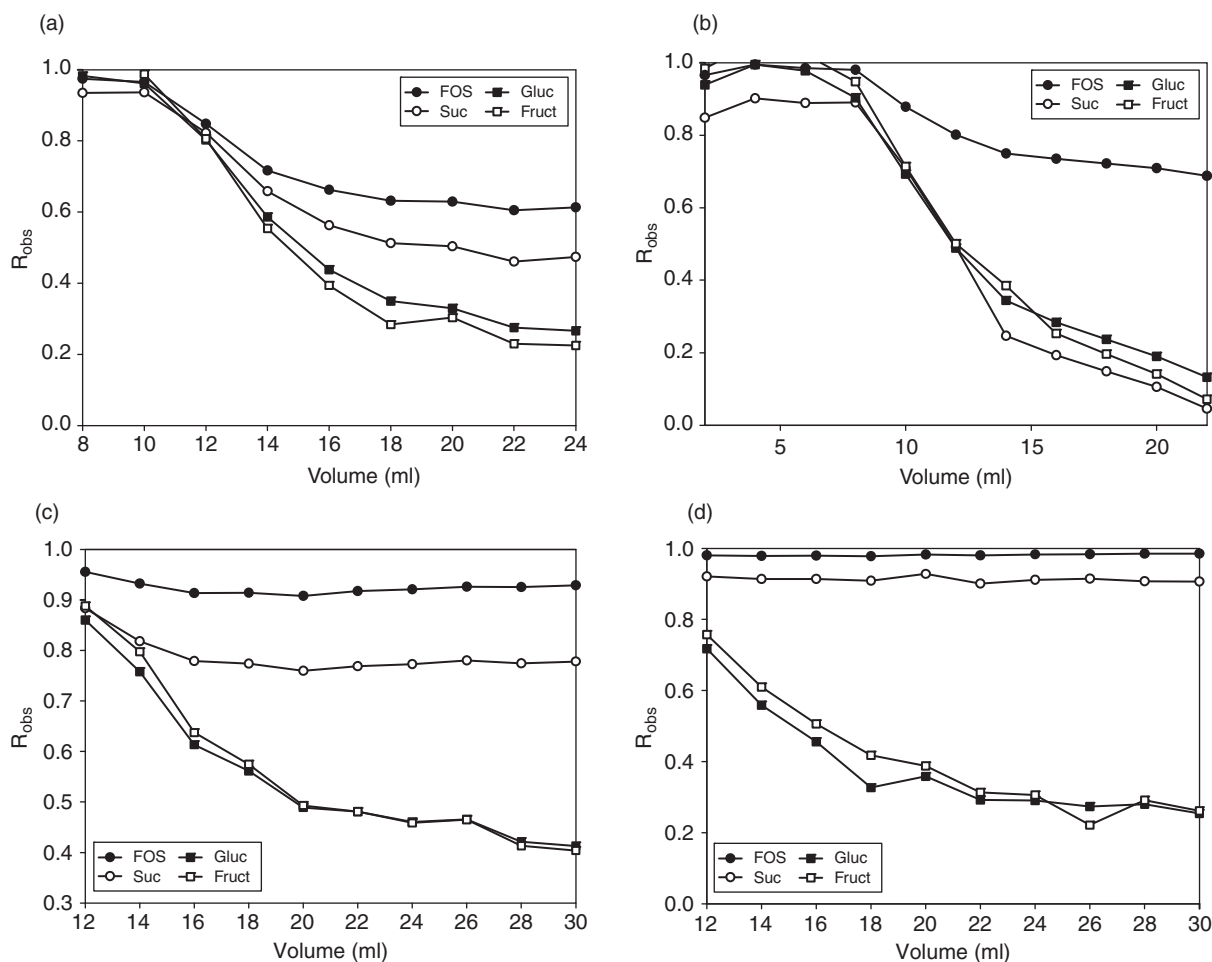 (a)
1.0
0.8
0.6
0.4
0.2
0.0
R_obs
FOS Gluc
Suc Fruct
8 10 12 14 16 18 20 22 24
Volume (ml)
(b)
1.0
0.8
0.6
0.4
0.2
0.0
R_obs
FOS Gluc
Suc Fruct
5 10 15 20
Volume (ml)
(c)
1.0
0.9
0.8
0.7
0.6
0.5
0.4
0.3
R_obs
FOS Gluc
Suc Fruct
12 14 16 18 20 22 24 26 28 30
Volume (ml)
(d)
1.0
0.8
0.6
0.4
0.2
0.0
R_obs
FOS Gluc
Suc Fruct
12 14 16 18 20 22 24 26 28 30
Volume (ml)